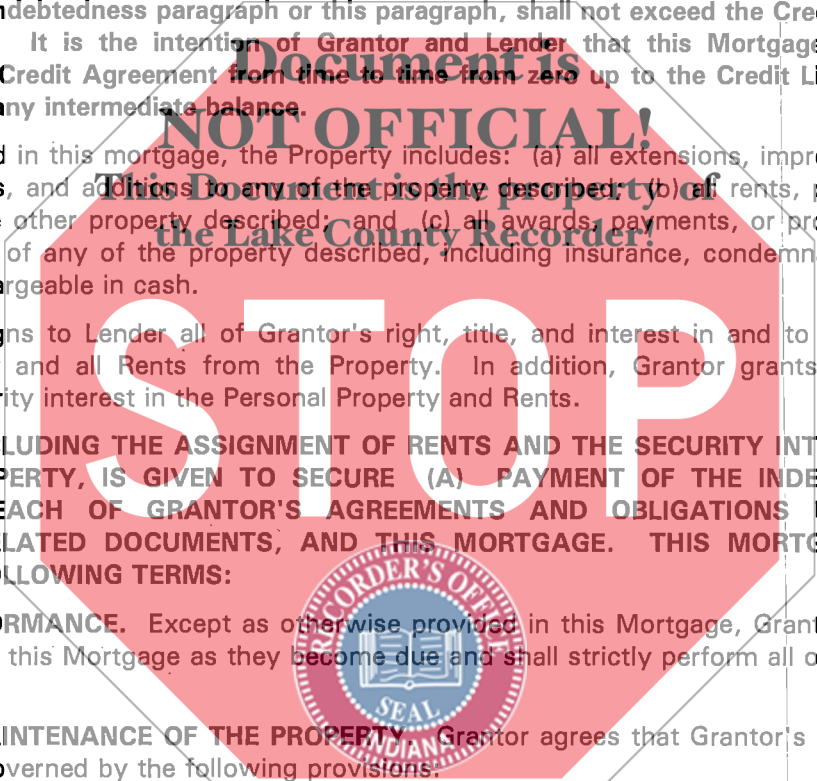 ndebtedness paragraph or this paragraph, shall not exceed the Cre
It is the intention of Grantor and Lender that this Mortgage
Credit Agreement from time to time from zero up to the Credit Li
any intermediate balance.
Document is
NOT OFFICIAL!
This Document is the property of
the Lake County Recorder!
d in this mortgage, the Property includes: (a) all extensions, impro
s, and additions to any of the property described; (b) all rents, p
e other property described; and (c) all awards, payments, or pro
of any of the property described, including insurance, condemna
argeable in cash.
gns to Lender all of Grantor's right, title, and interest in and to
and all Rents from the Property. In addition, Grantor grants
rity interest in the Personal Property and Rents.
STOP
LUDING THE ASSIGNMENT OF RENTS AND THE SECURITY INT
PERTY, IS GIVEN TO SECURE (A) PAYMENT OF THE INDE
EACH OF GRANTOR'S AGREEMENTS AND OBLIGATIONS
LATED DOCUMENTS, AND THIS MORTGAGE. THIS MORTG
OLLOWING TERMS:
RMANCE. Except as otherwise provided in this Mortgage, Grant
this Mortgage as they become due and shall strictly perform all o
RECORDER'S OFFICE
SEAL
INDIANA
INTENANCE OF THE PROPERTY. Grantor agrees that Grantor's
overned by the following provisions: